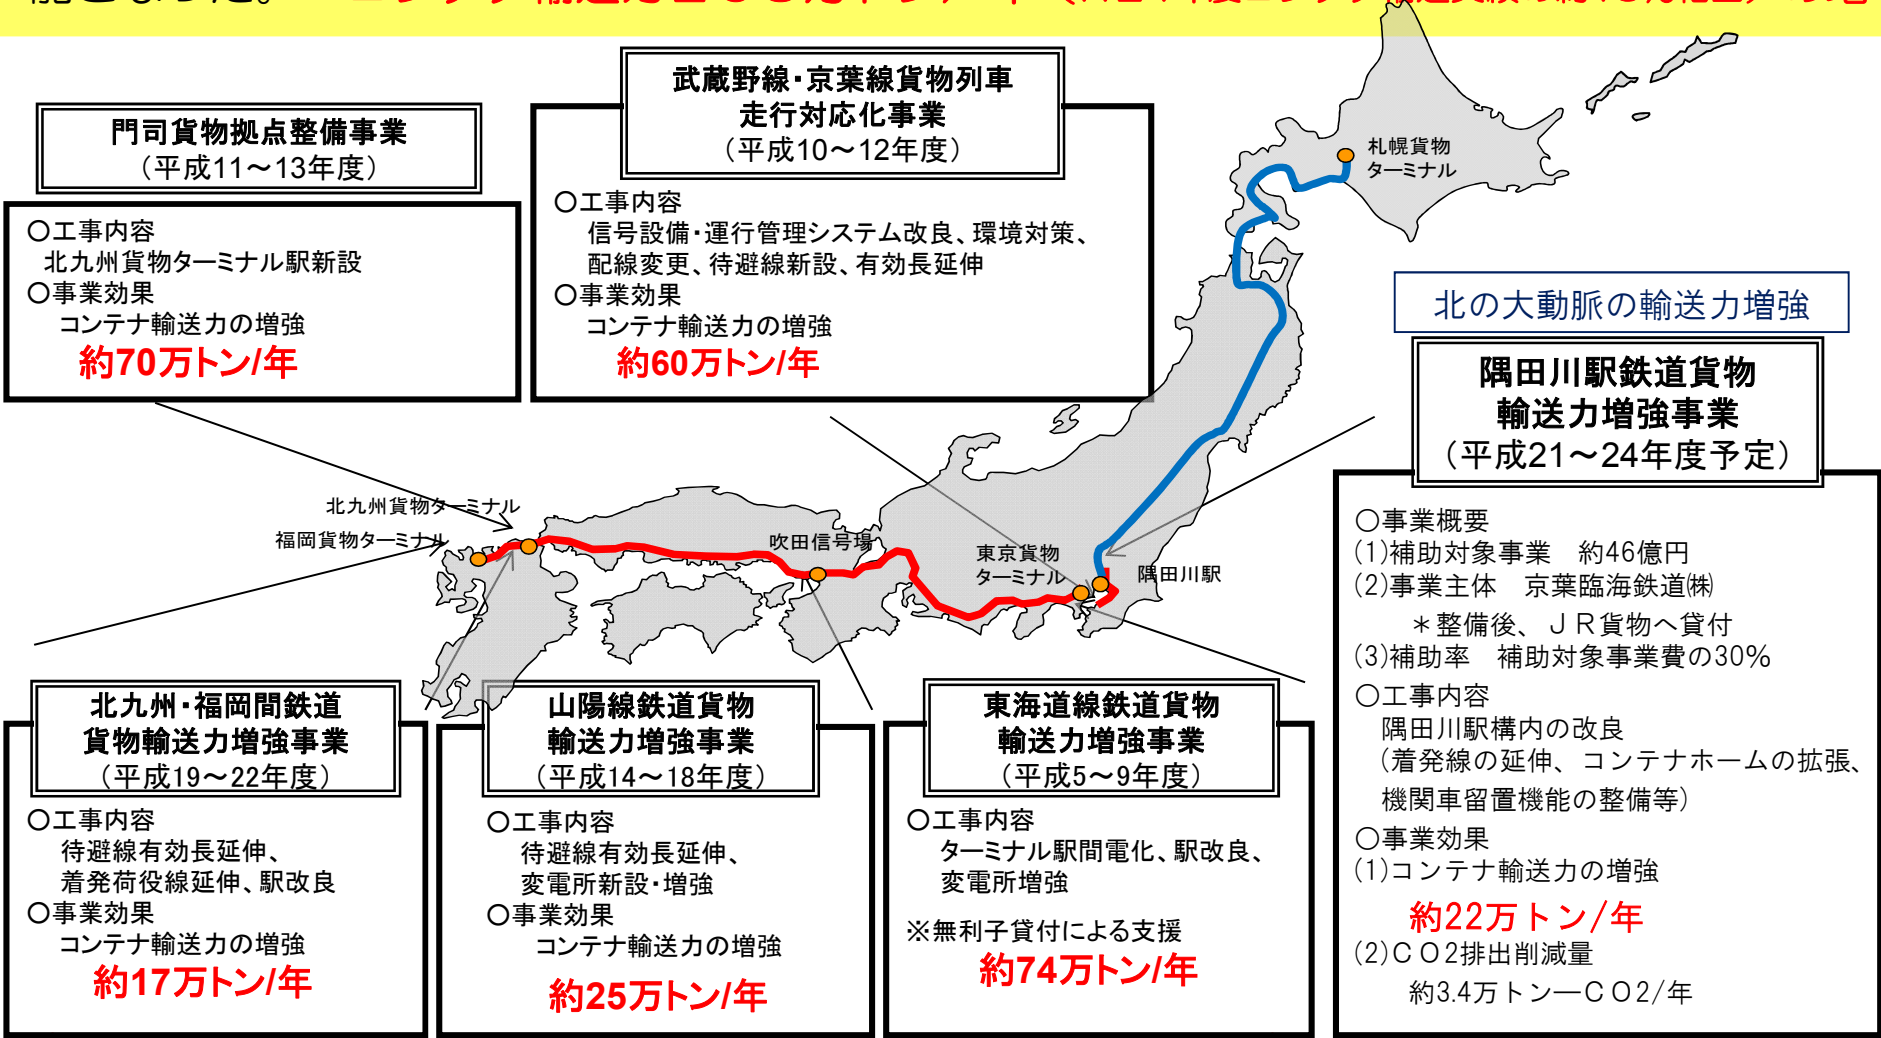 門司貨物拠点整備事業
（平成11～13年度）
〇工事内容
北九州貨物ターミナル駅新設
〇事業効果
コンテナ輸送力の増強
約70万トン/年
武蔵野線・京葉線貨物列車
走行対応化事業
（平成10～12年度）
〇工事内容
信号設備・運行管理システム改良、環境対策、
配線変更、待避線新設、有効長延伸
〇事業効果
コンテナ輸送力の増強
約60万トン/年
札幌貨物
ターミナル
北の大動脈の輸送力増強
隅田川駅鉄道貨物
輸送力増強事業
（平成21～24年度予定）
〇事業概要
(1)補助対象事業　約46億円
(2)事業主体　京葉臨海鉄道㈱
＊整備後、ＪＲ貨物へ貸付
(3)補助率　補助対象事業費の30%
〇工事内容
隅田川駅構内の改良
（着発線の延伸、コンテナホームの拡張、
機関車留置機能の整備等）
〇事業効果
(1)コンテナ輸送力の増強
約22万トン/年
(2)ＣＯ2排出削減量
約3.4万トン―ＣＯ2/年
北九州貨物ターミナル
福岡貨物ターミナル
吹田信号場
東京貨物
ターミナル
隅田川駅
北九州・福岡間鉄道
貨物輸送力増強事業
（平成19～22年度）
〇工事内容
待避線有効長延伸、
着発荷役線延伸、駅改良
〇事業効果
コンテナ輸送力の増強
約17万トン/年
山陽線鉄道貨物
輸送力増強事業
（平成14～18年度）
〇工事内容
待避線有効長延伸、
変電所新設・増強
〇事業効果
コンテナ輸送力の増強
約25万トン/年
東海道線鉄道貨物
輸送力増強事業
（平成5～9年度）
〇工事内容
ターミナル駅間電化、駅改良、
変電所増強
※無利子貸付による支援
約74万トン/年